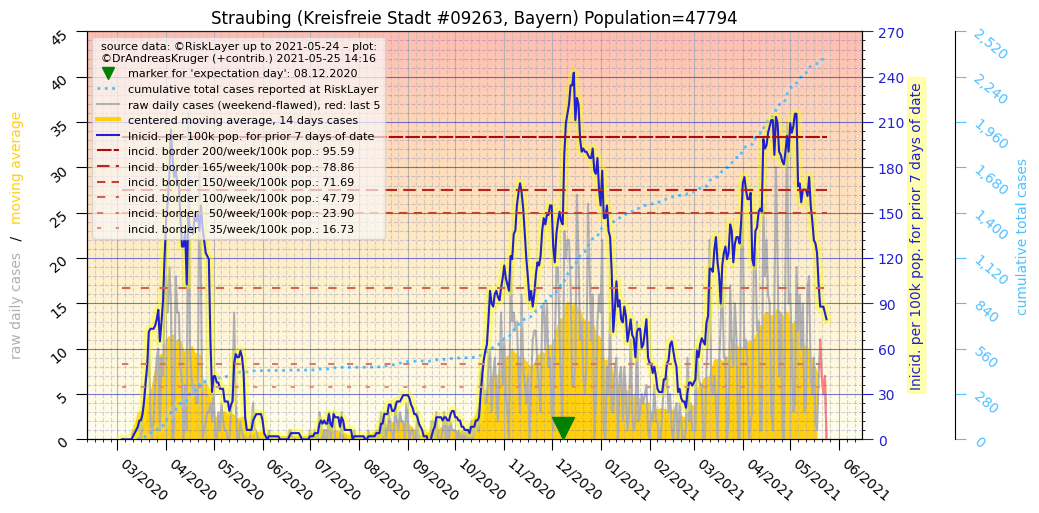 Straubing (Kreisfreie Stadt #09263, Bayern) Population=47794
source data: ©RiskLayer up to 2021-05-24 – plot:
©DrAndreasKruger (+contrib.) 2021-05-25 14:16
marker for 'expectation day': 08.12.2020
cumulative total cases reported at RiskLayer
raw daily cases (weekend-flawed), red: last 5
centered moving average, 14 days cases
Inicid. per 100k pop. for prior 7 days of date
incid. border 200/week/100k pop.: 95.59
incid. border 165/week/100k pop.: 78.86
incid. border 150/week/100k pop.: 71.69
incid. border 100/week/100k pop.: 47.79
incid. border 50/week/100k pop.: 23.90
incid. border 35/week/100k pop.: 16.73
raw daily cases / moving average
45
40
35
30
25
20
15
10
5
0
03/2020
04/2020
05/2020
06/2020
07/2020
08/2020
09/2020
10/2020
11/2020
12/2020
01/2021
02/2021
03/2021
04/2021
05/2021
06/2021
270
240
210
180
150
120
90
60
30
0
Inicid. per 100k pop. for prior 7 days of date
2,520
2,240
1,960
1,680
1,400
1,120
840
560
280
0
cumulative total cases